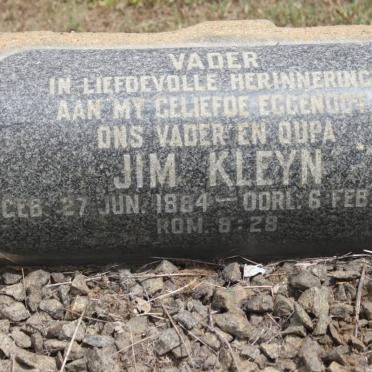 VADER
IN LIEFDEVOLLE HERINNERING
AAN MY GELIEFDE EGGENOOT
ONS VADER EN OUPA
JIM KLEYN
GEB. 27 JUN. 1884 — OORL. 6 FEB
ROM. 8:28